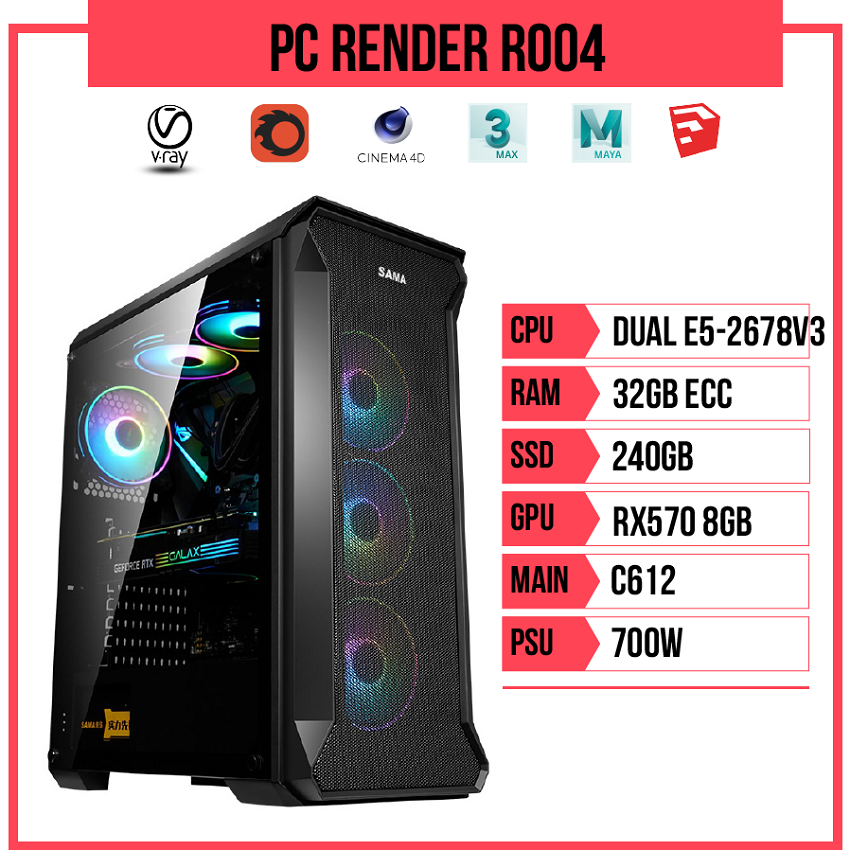 PC RENDER R004
v·ray
CINEMA 4D
3
MAX
M
MAYA
SAMA
CPU DUAL E5-2678V3
RAM 32GB ECC
SSD 240GB
GPU RX570 8GB
MAIN C612
PSU 700W
GEFORCE RTX GALAX
SAMA